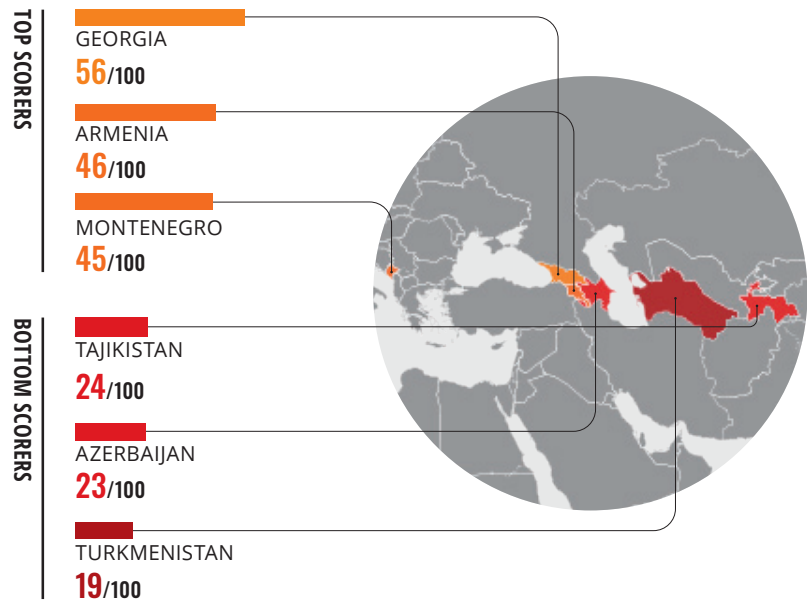 TOP SCORERS
GEORGIA
56/100
ARMENIA
46/100
MONTENEGRO
45/100
BOTTOM SCORERS
TAJIKISTAN
24/100
AZERBAIJAN
23/100
TURKMENISTAN
19/100